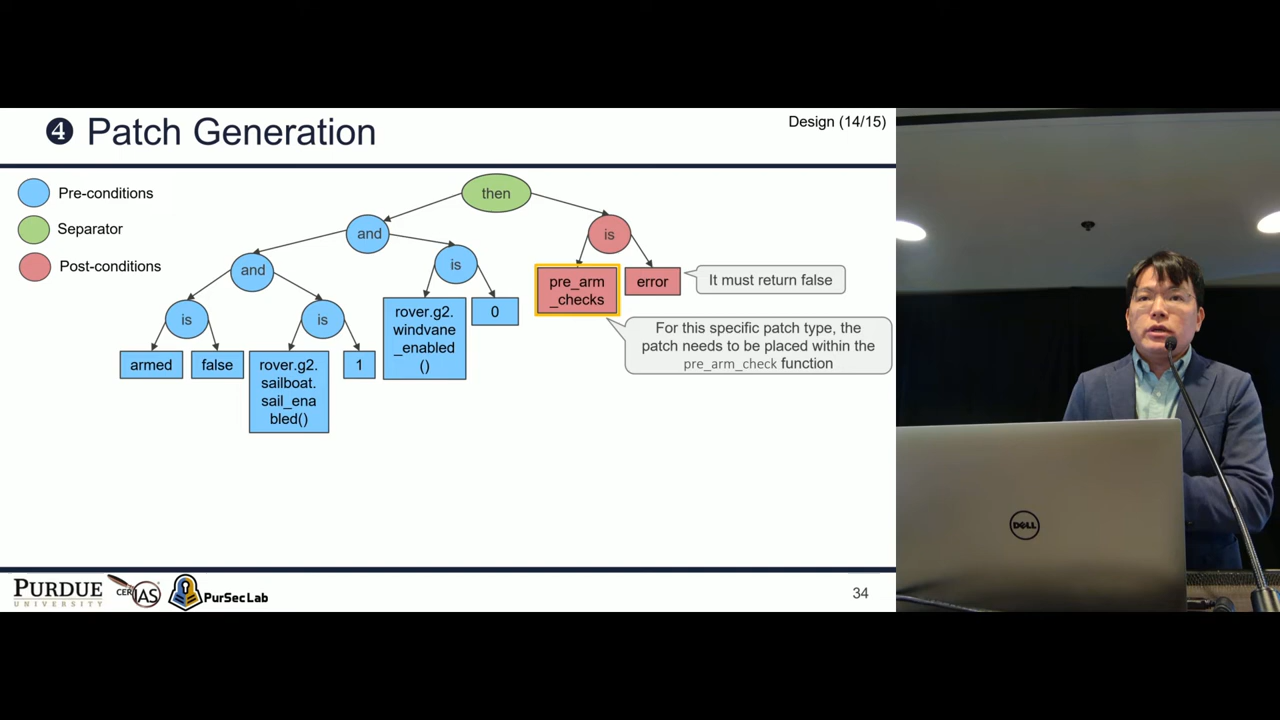 ❹ Patch Generation
Design (14/15)
Pre-conditions
Separator
Post-conditions
then
and
is
and
is
pre_arm
_checks
error
It must return false
is
is
rover.g2.
windvane
_enabled
()
0
For this specific patch type, the
patch needs to be placed within the
pre_arm_check function
armed
false
rover.g2.
sailboat.
sail_ena
bled()
1
PURDUE
UNIVERSITY
CERIAS
PurSecLab
34
DELL